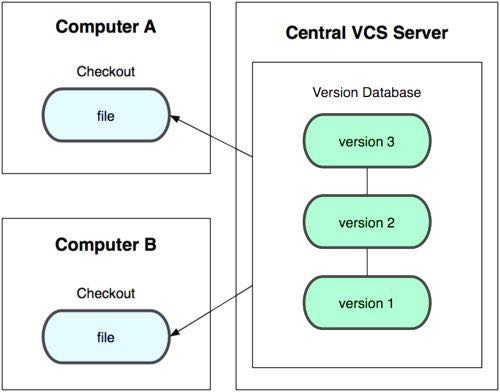 Computer A
Checkout
file
Computer B
Checkout
file
Central VCS Server
Version Database
version 3
version 2
version 1